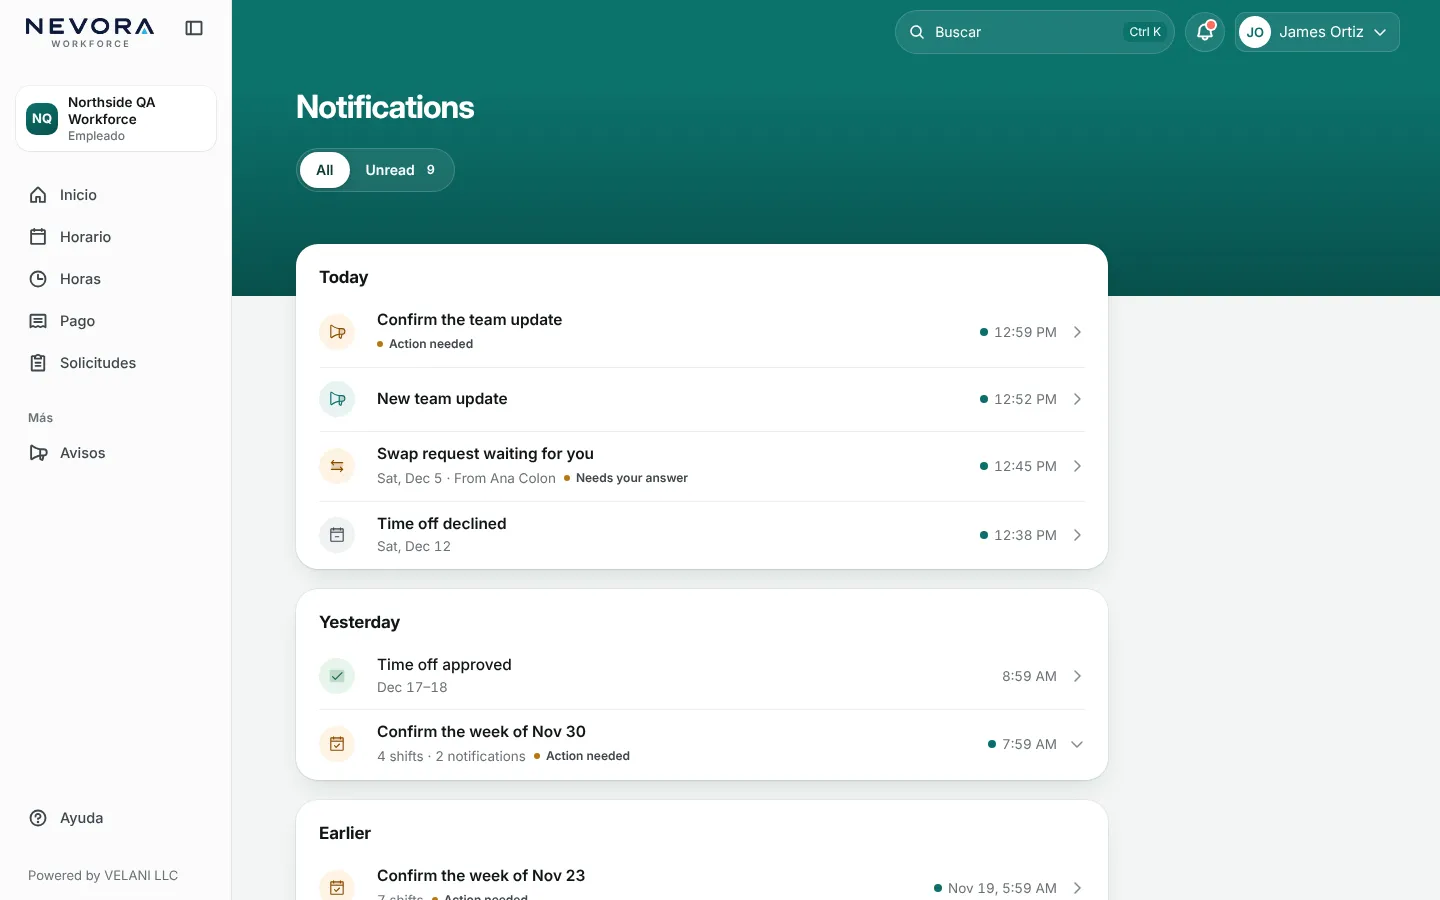 NEVORA
WORKFORCE
Buscar
Ctrl K
JO
James Ortiz
NQ
Northside QA
Workforce
Empleado
Inicio
Horario
Horas
Pago
Solicitudes
Más
Avisos
Ayuda
Powered by VELANI LLC
Notifications
All
Unread 9
Today
Confirm the team update
Action needed
12:59 PM
New team update
12:52 PM
Swap request waiting for you
Sat, Dec 5 · From Ana Colon
Needs your answer
12:45 PM
Time off declined
Sat, Dec 12
12:38 PM
Yesterday
Time off approved
Dec 17–18
8:59 AM
Confirm the week of Nov 30
4 shifts · 2 notifications
Action needed
7:59 AM
Earlier
Confirm the week of Nov 23
7 shifts
Action needed
Nov 19, 5:59 AM